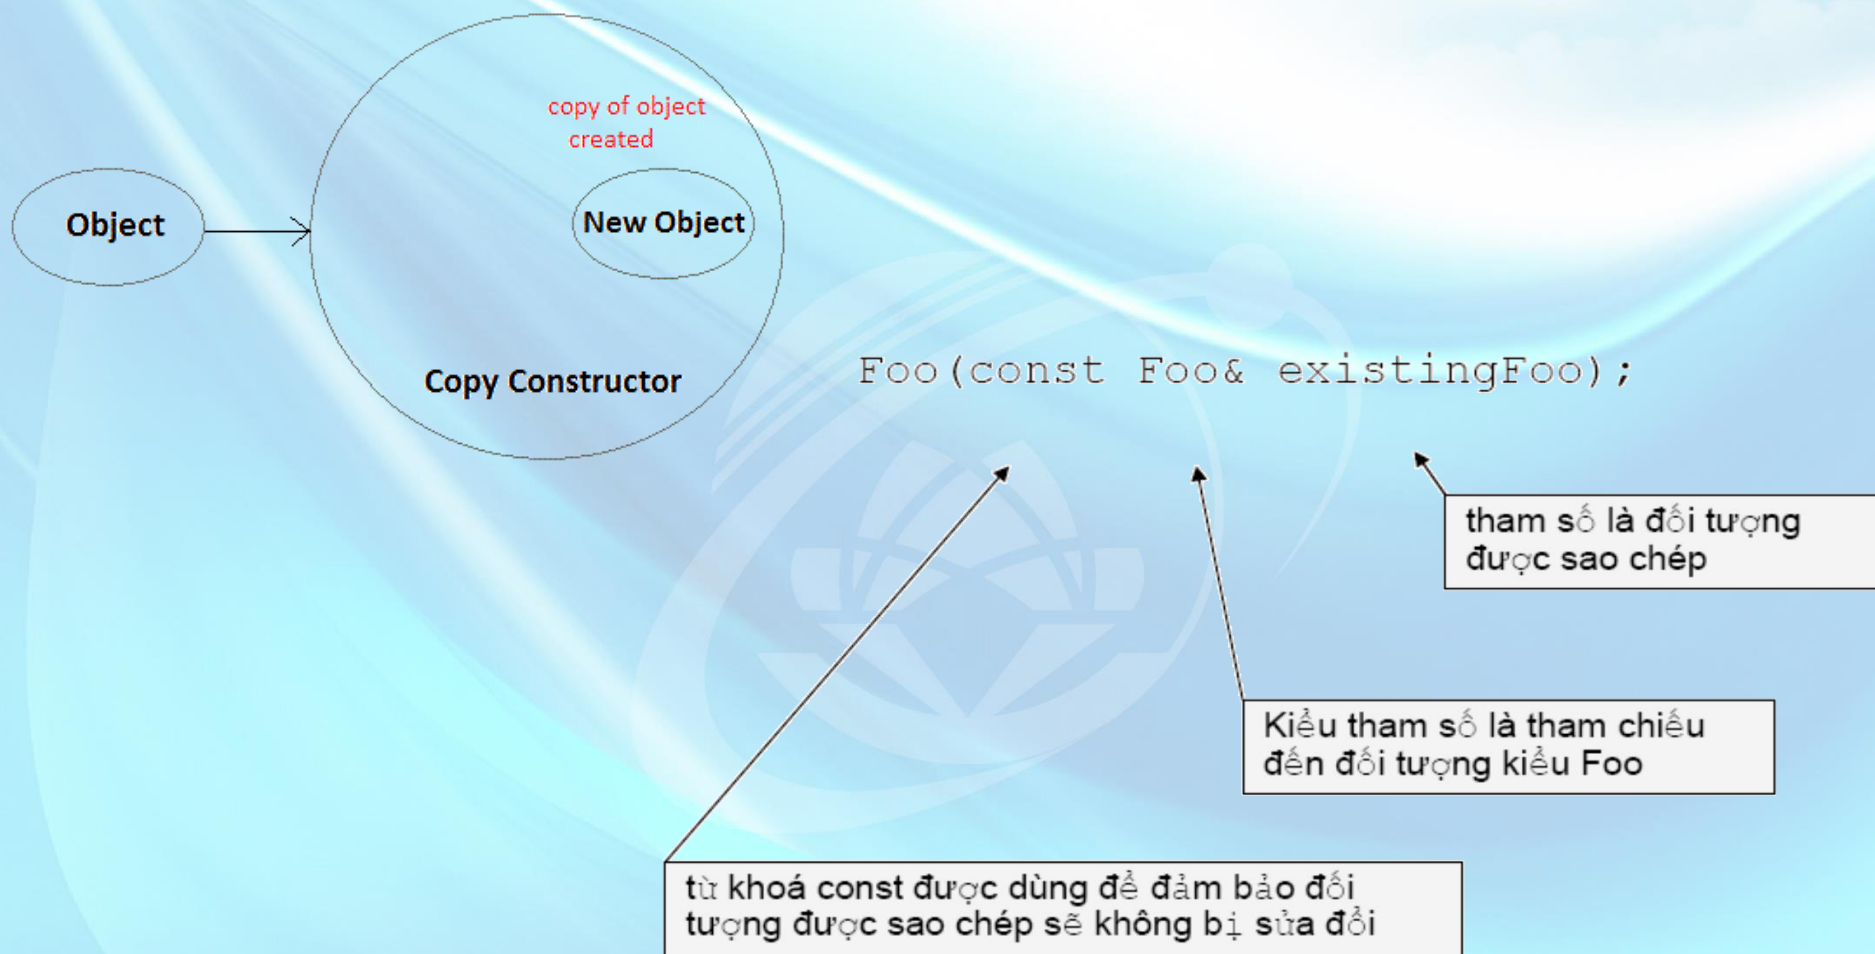 copy of object
created
Object
New Object
Copy Constructor
Foo(const Foo& existingFoo);
tham số là đối tượng
được sao chép
Kiểu tham số là tham chiếu
đến đối tượng kiểu Foo
từ khoá const được dùng để đảm bảo đối
tượng được sao chép sẽ không bị sửa đổi